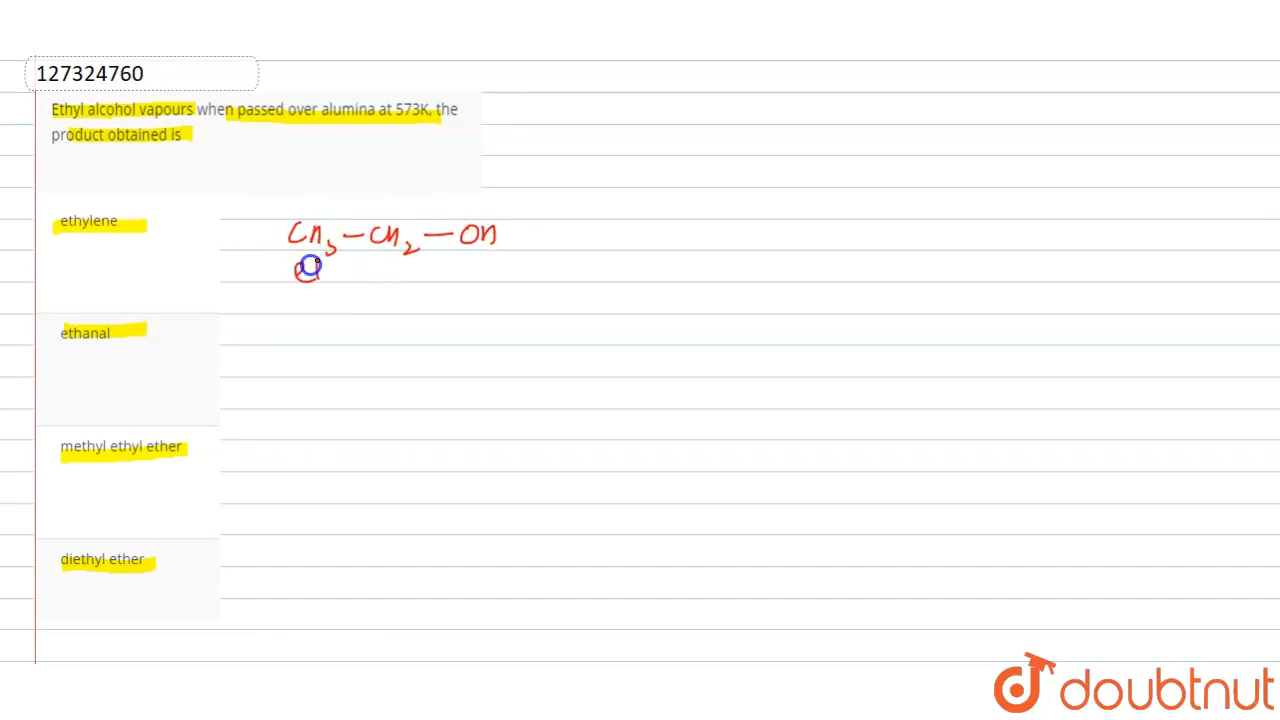 127324760
Ethyl alcohol vapours when passed over alumina at 573K, the
product obtained is
ethylene
CH₃ – CH₂ – OH
ethanal
methyl ethyl ether
diethyl ether
doubtnut